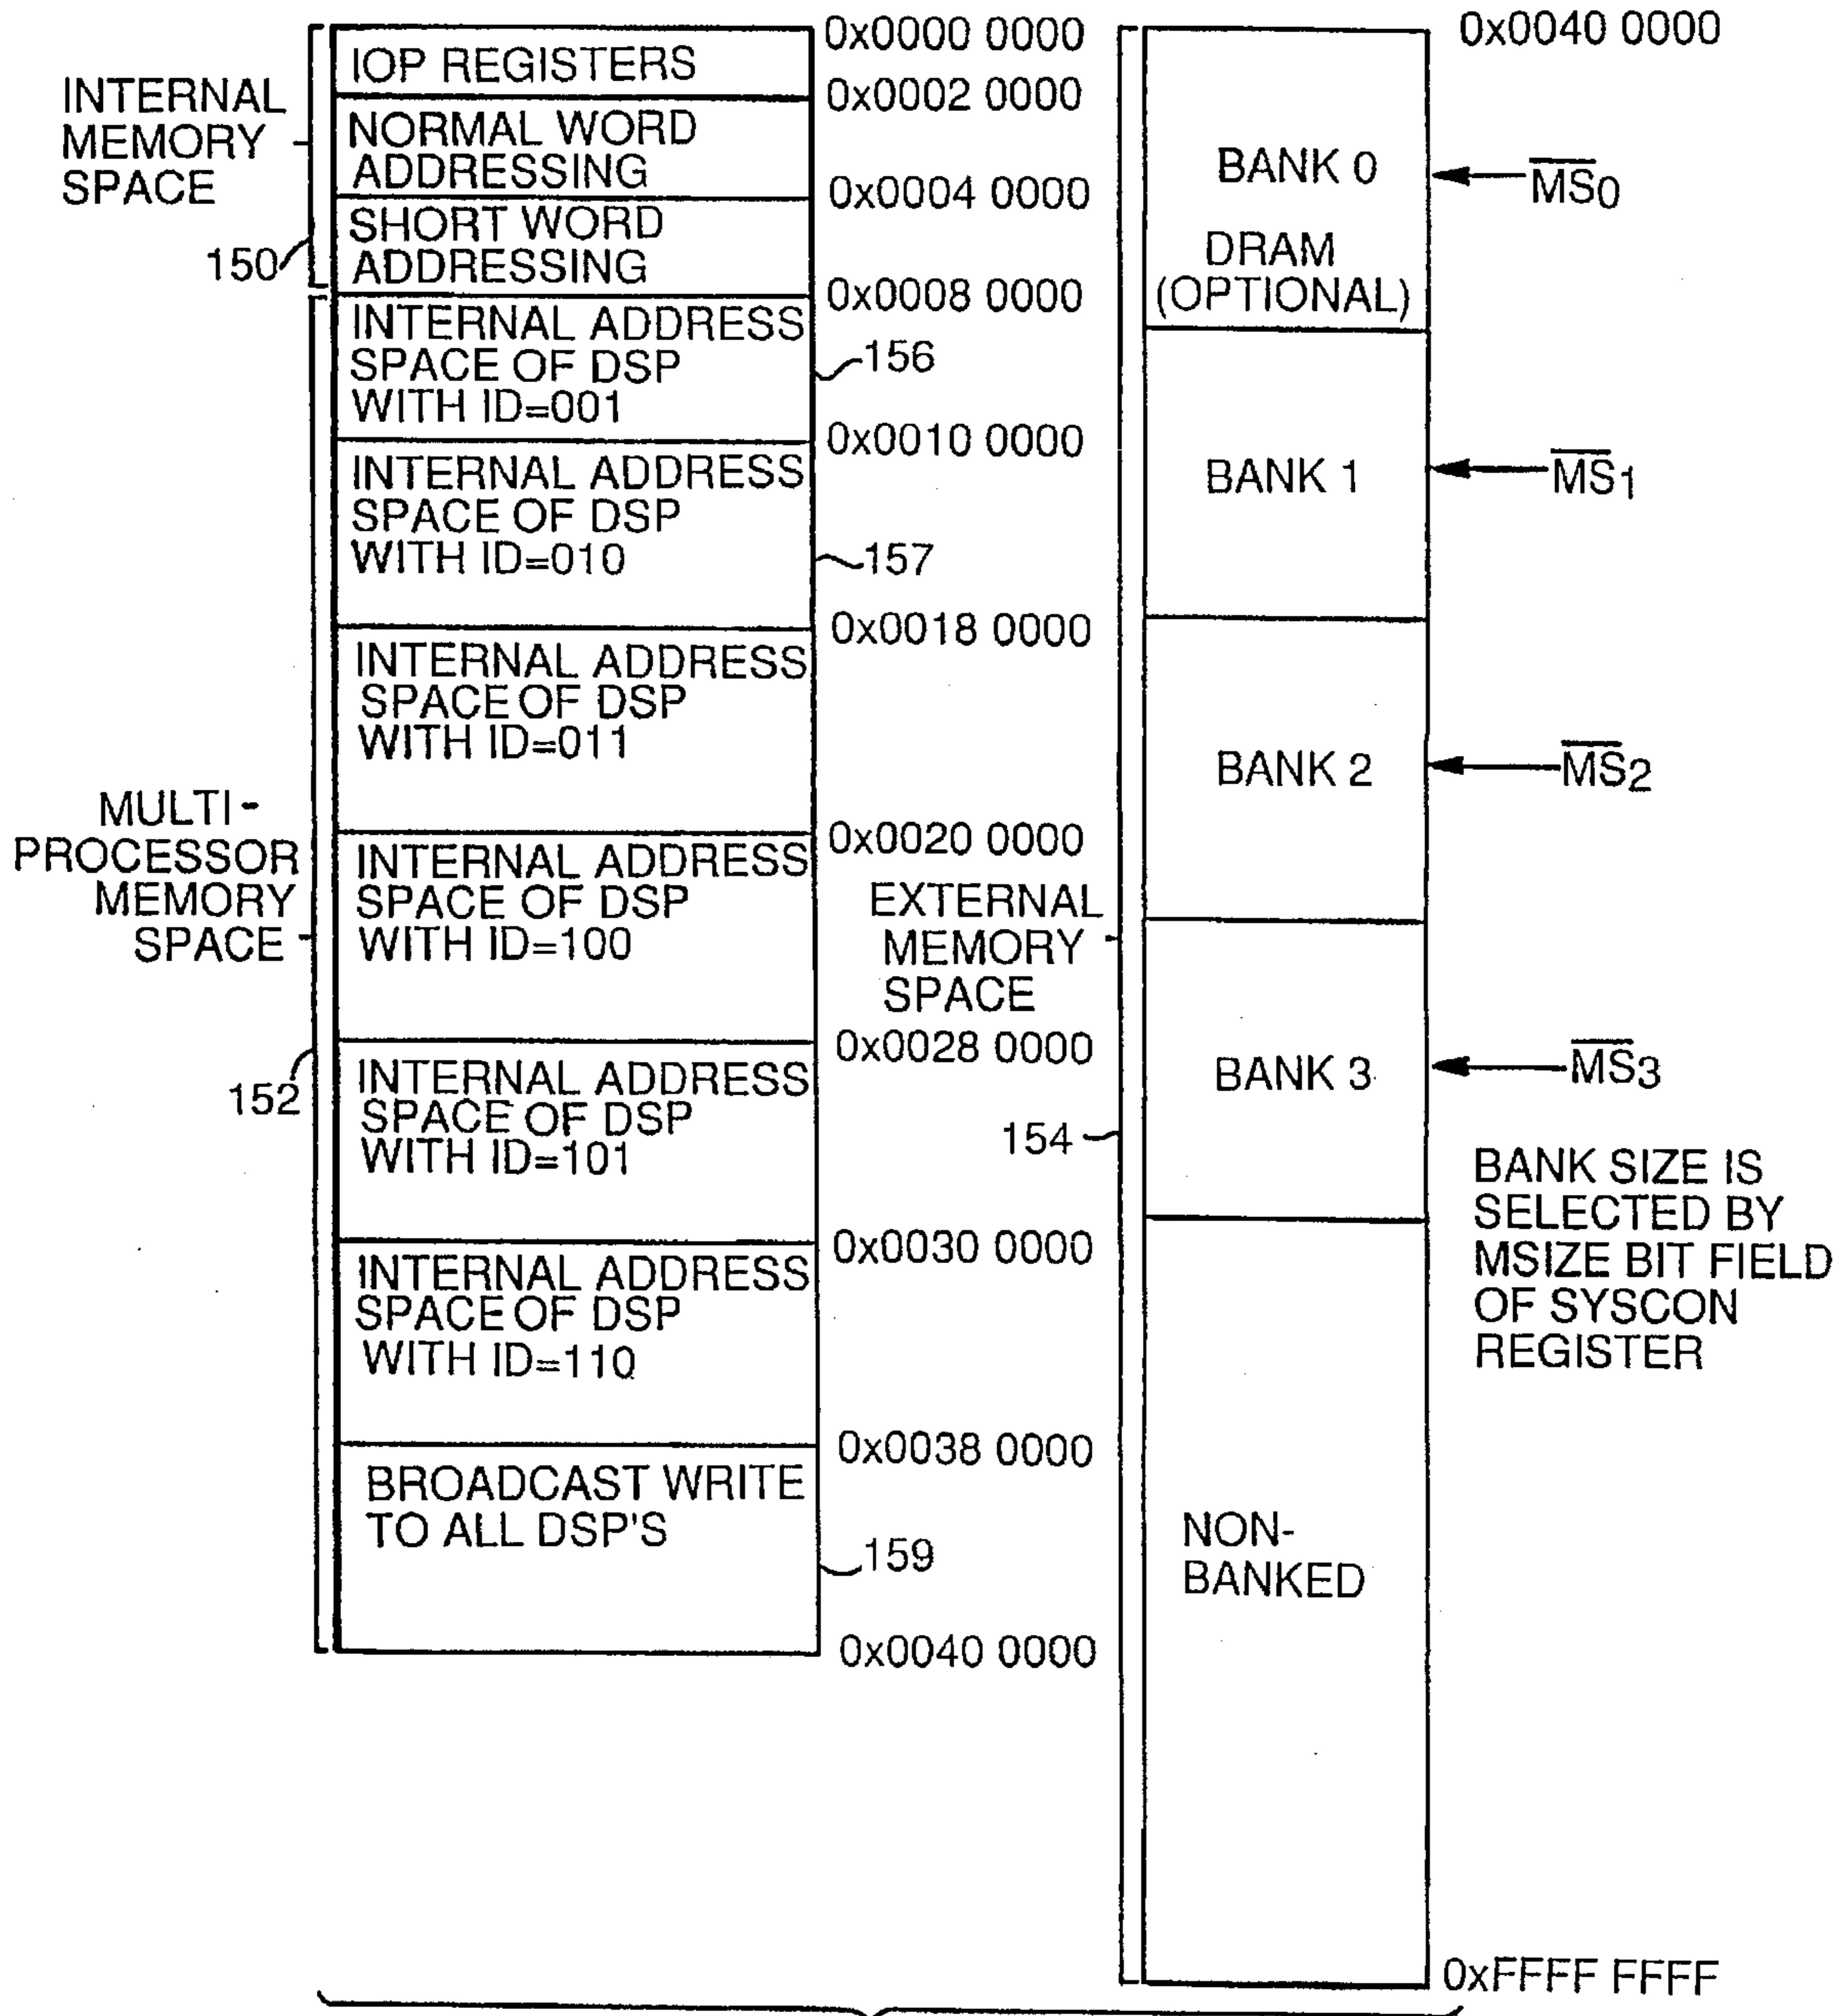 INTERNAL
MEMORY
SPACE
150
MULTI-
PROCESSOR
MEMORY
SPACE
152
IOP REGISTERS
NORMAL WORD
ADDRESSING
SHORT WORD
ADDRESSING
INTERNAL ADDRESS
SPACE OF DSP
WITH ID=001
INTERNAL ADDRESS
SPACE OF DSP
WITH ID=010
INTERNAL ADDRESS
SPACE OF DSP
WITH ID=011
INTERNAL ADDRESS
SPACE OF DSP
WITH ID=100
INTERNAL ADDRESS
SPACE OF DSP
WITH ID=101
INTERNAL ADDRESS
SPACE OF DSP
WITH ID=110
BROADCAST WRITE
TO ALL DSP'S
0x0000 0000
0x0002 0000
0x0004 0000
0x0008 0000
156
0x0010 0000
157
0x0018 0000
0x0020 0000
0x0028 0000
0x0030 0000
0x0038 0000
159
0x0040 0000
EXTERNAL
MEMORY
SPACE
154
0x0040 0000
BANK 0
DRAM
(OPTIONAL)
BANK 1
BANK 2
BANK 3
NON-
BANKED
M̅S̅0
M̅S̅1
M̅S̅2
M̅S̅3
BANK SIZE IS
SELECTED BY
MSIZE BIT FIELD
OF SYSCON
REGISTER
0xFFFF FFFF